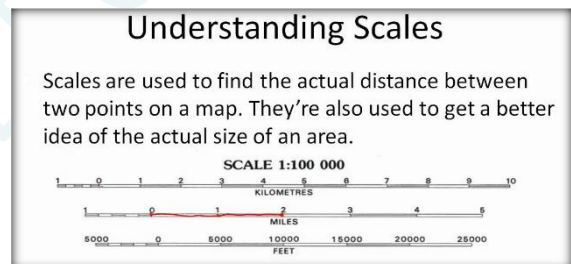 Understanding Scales
Scales are used to find the actual distance between
two points on a map. They're also used to get a better
idea of the actual size of an area.
SCALE 1:100 000
1 0 1 2 3 4 5 6 7 8 9 10
KILOMETRES
1 0 1 2 3 4 5
MILES
5000 0 5000 10000 15000 20000 25000
FEET